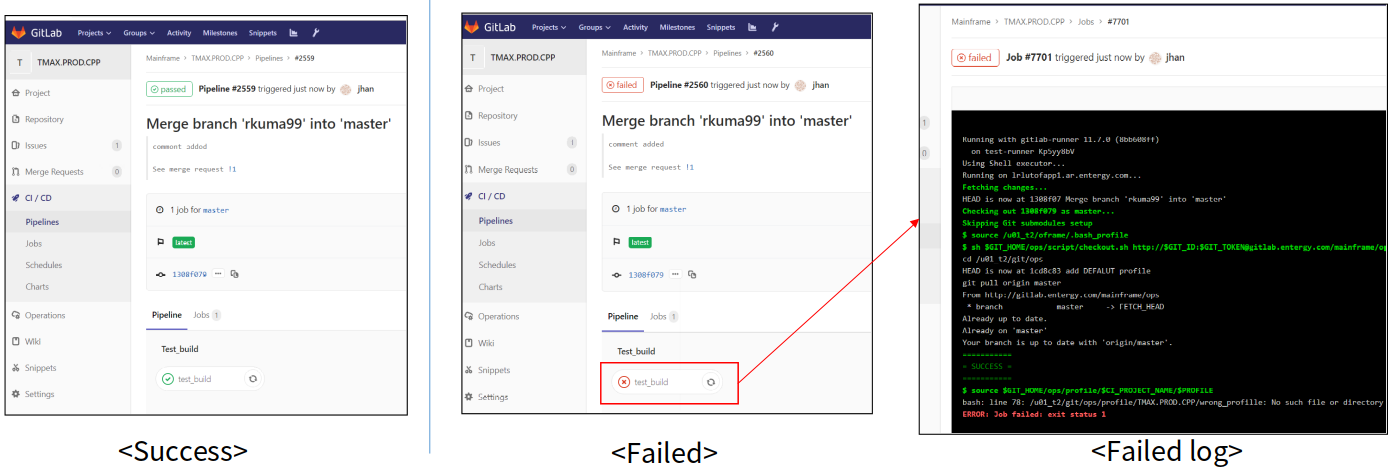 GitLab Projects Groups Activity Milestones Snippets
T TMAX.PROD.CPP
Project
Repository
Issues 1
Merge Requests 0
CI / CD
Pipelines
Jobs
Schedules
Charts
Operations
Wiki
Snippets
Settings
Mainframe > TMAX.PROD.CPP > Pipelines > #2559
passed Pipeline #2559 triggered just now by jhan
Merge branch 'rkuma99' into 'master'
comment added
See merge request !1
1 job for master
latest
1308f079 ...
Pipeline Jobs 1
Test_build
test_build
<Success>
GitLab Projects Groups Activity Milestones Snippets
T TMAX.PROD.CPP
Project
Repository
Issues 1
Merge Requests 0
CI / CD
Pipelines
Jobs
Schedules
Charts
Operations
Wiki
Snippets
Settings
Mainframe > TMAX.PROD.CPP > Pipelines > #2560
failed Pipeline #2560 triggered just now by jhan
Merge branch 'rkuma99' into 'master'
comment added
See merge request !1
1 job for master
latest
1308f079 ...
Pipeline Jobs 1
Test_build
test_build
<Failed>
Mainframe > TMAX.PROD.CPP > Jobs > #7701
failed Job #7701 triggered just now by jhan
1
0
Running with gitlab-runner 11.7.0 (8bb608ff)
on test-runner Kp5yy8bV
Using Shell executor...
Running on lrlutofapp1.ar.entergy.com...
Fetching changes...
HEAD is now at 1308f07 Merge branch 'rkuma99' into 'master'
Checking out 1308f079 as master...
Skipping Git submodules setup
$ source /u01_t2/oframe/.bash_profile
$ sh $GIT_HOME/ops/script/checkout.sh http://$GIT_ID:$GIT_TOKEN@gitlab.entergy.com/mainframe/op
cd /u01_t2/git/ops
HEAD is now at 1cd8c83 add DEFALUT profile
git pull origin master
From http://gitlab.entergy.com/mainframe/ops
* branch master -> FETCH_HEAD
Already up to date.
Already on 'master'
Your branch is up to date with 'origin/master'.
===========
= SUCCESS =
===========
$ source $GIT_HOME/ops/profile/$CI_PROJECT_NAME/$PROFILE
bash: line 78: /u01_t2/git/ops/profile/TMAX.PROD.CPP/wrong_profille: No such file or directory
ERROR: Job failed: exit status 1
<Failed log>